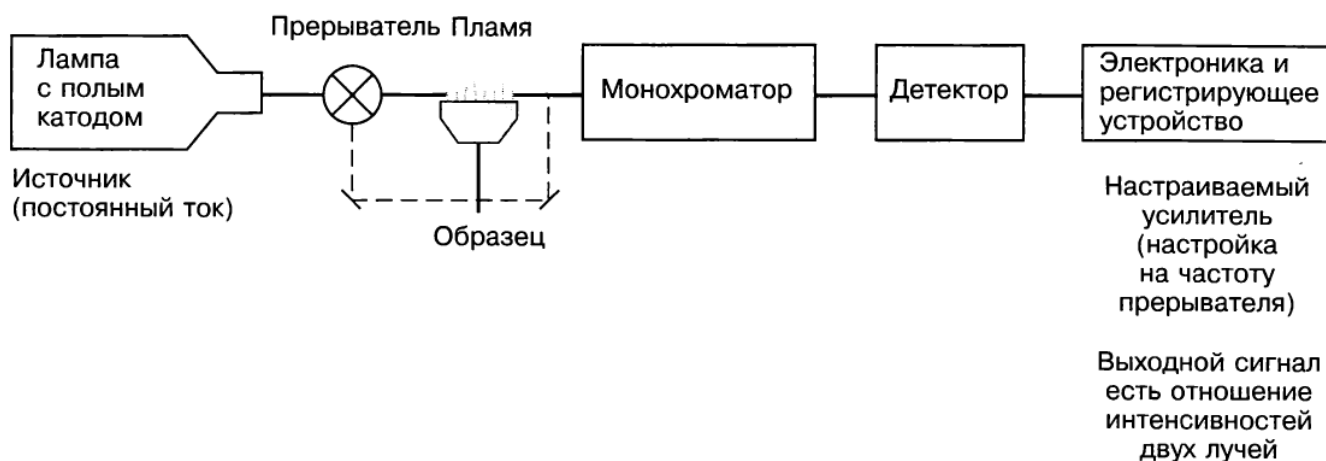 Прерыватель Пламя
Лампа
с полым
катодом
Монохроматор
Детектор
Электроника и
регистрирующее
устройство
Источник
(постоянный ток)
Образец
Настраиваемый
усилитель
(настройка
на частоту
прерывателя)
Выходной сигнал
есть отношение
интенсивностей
двух лучей